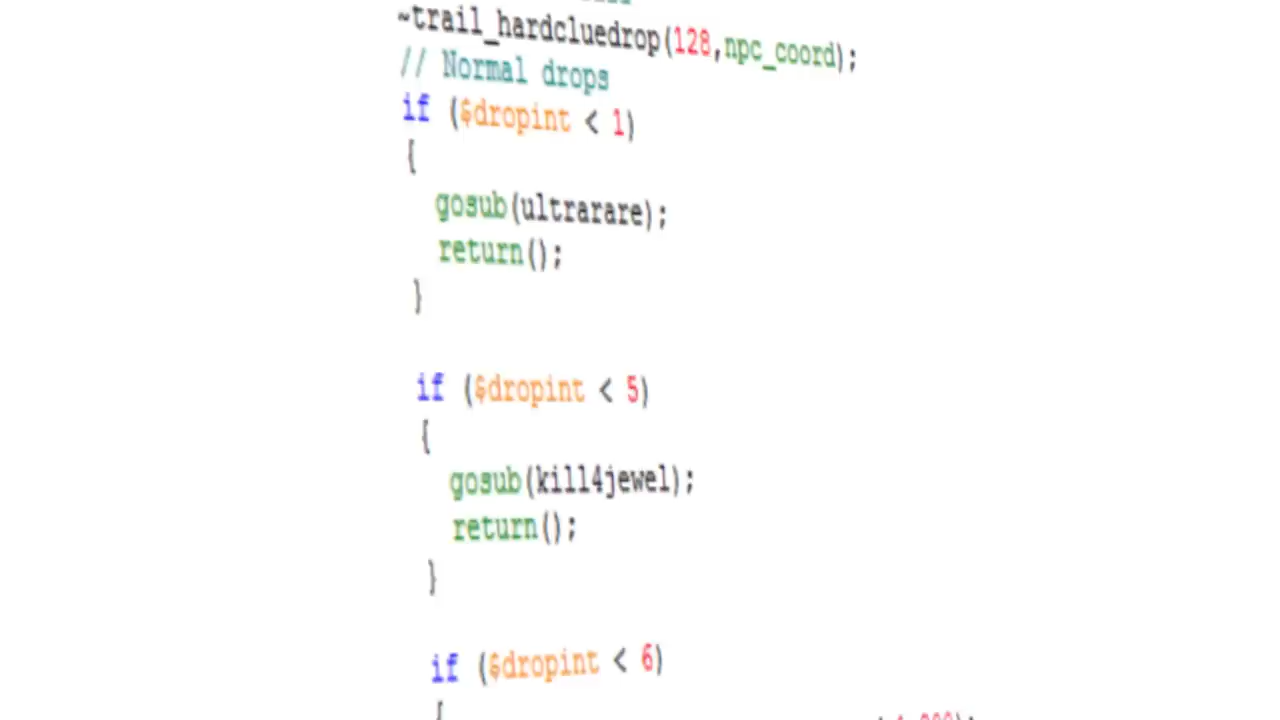 ~trail_hardcluedrop(128,npc_coord);
// Normal drops
if ($dropint < 1)
{
gosub(ultrarare);
return();
}
if ($dropint < 5)
{
gosub(kill4jewel);
return();
}
if ($dropint < 6)
{